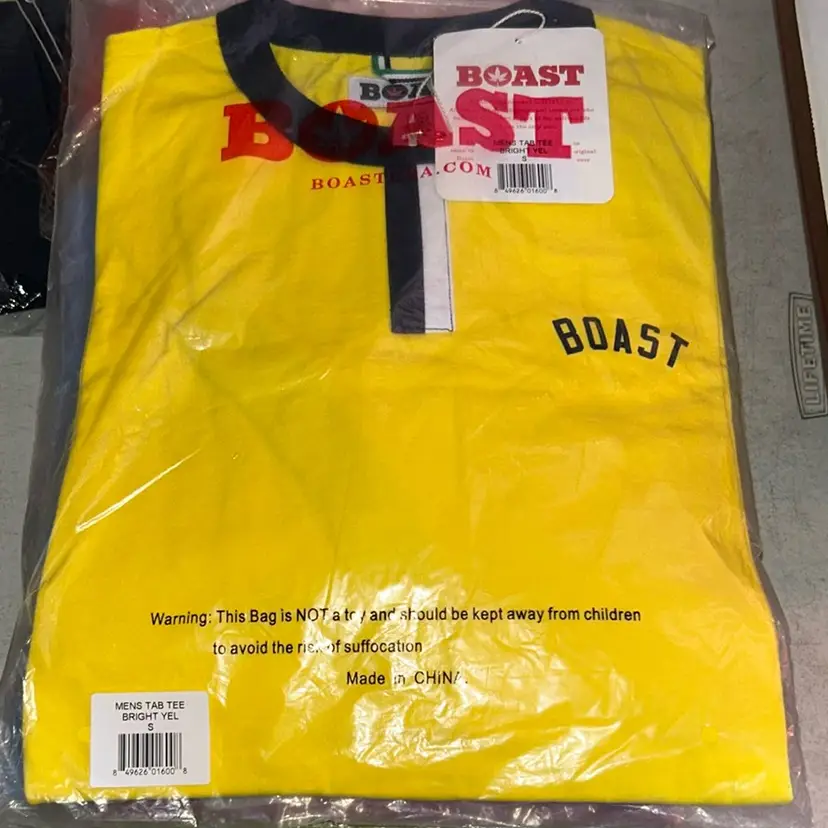 BOAST
BOAST
BOAST
MENS TAB TEE
BRIGHT YEL
S
8 49626 01600 8
BOAST
LIFETIME
Warning: This Bag is NOT a toy and should be kept away from children
to avoid the risk of suffocation
Made in CHINA.
MENS TAB TEE
BRIGHT YEL
S
8 49626 01600 8